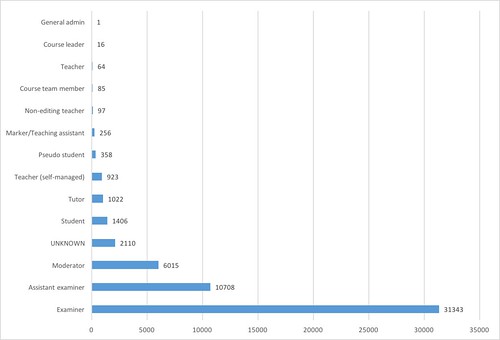 General admin 1
Course leader 16
Teacher 64
Course team member 85
Non-editing teacher 97
Marker/Teaching assistant 256
Pseudo student 358
Teacher (self-managed) 923
Tutor 1022
Student 1406
UNKNOWN 2110
Moderator 6015
Assistant examiner 10708
Examiner 31343
0 5000 10000 15000 20000 25000 30000 35000